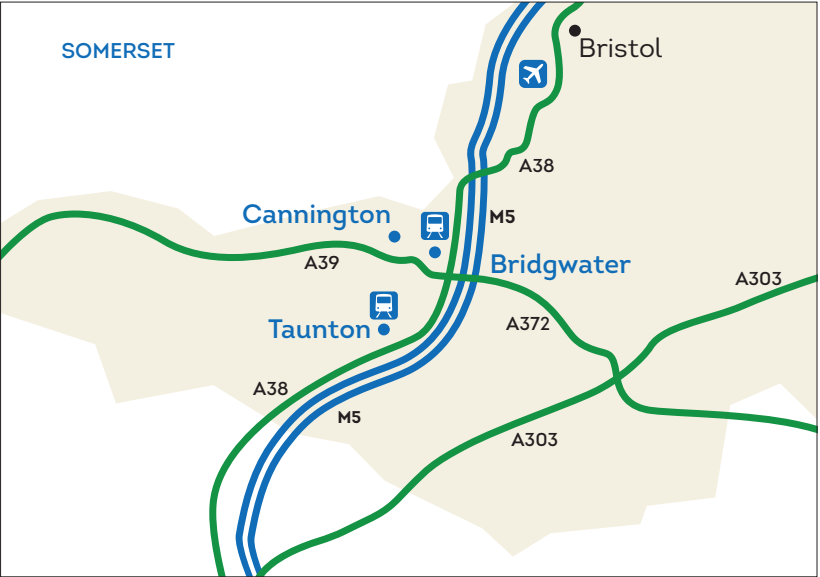 SOMERSET
Bristol
A38
Cannington
M5
A39
Bridgwater
A303
Taunton
A372
A38
M5
A303